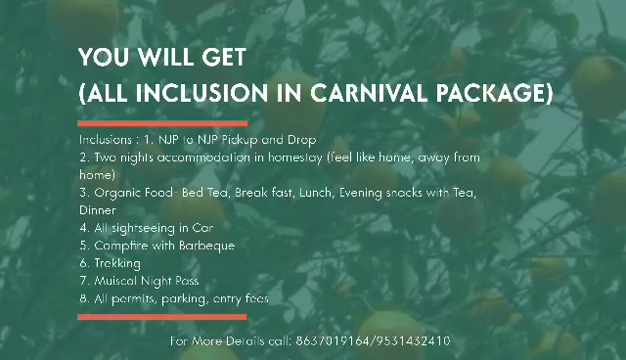 YOU WILL GET
(ALL INCLUSION IN CARNIVAL PACKAGE)
Inclusions : 1. NJP to NJP Pickup and Drop
2. Two nights accommodation in homestay (feel like home, away from
home)
3. Organic Food- Bed Tea, Break fast, Lunch, Evening snacks with Tea,
Dinner
4. All sightseeing in Car
5. Campfire with Barbeque
6. Trekking
7. Muiscal Night Pass
8. All permits, parking, entry fees
For More Details call: 8637019164/9531432410